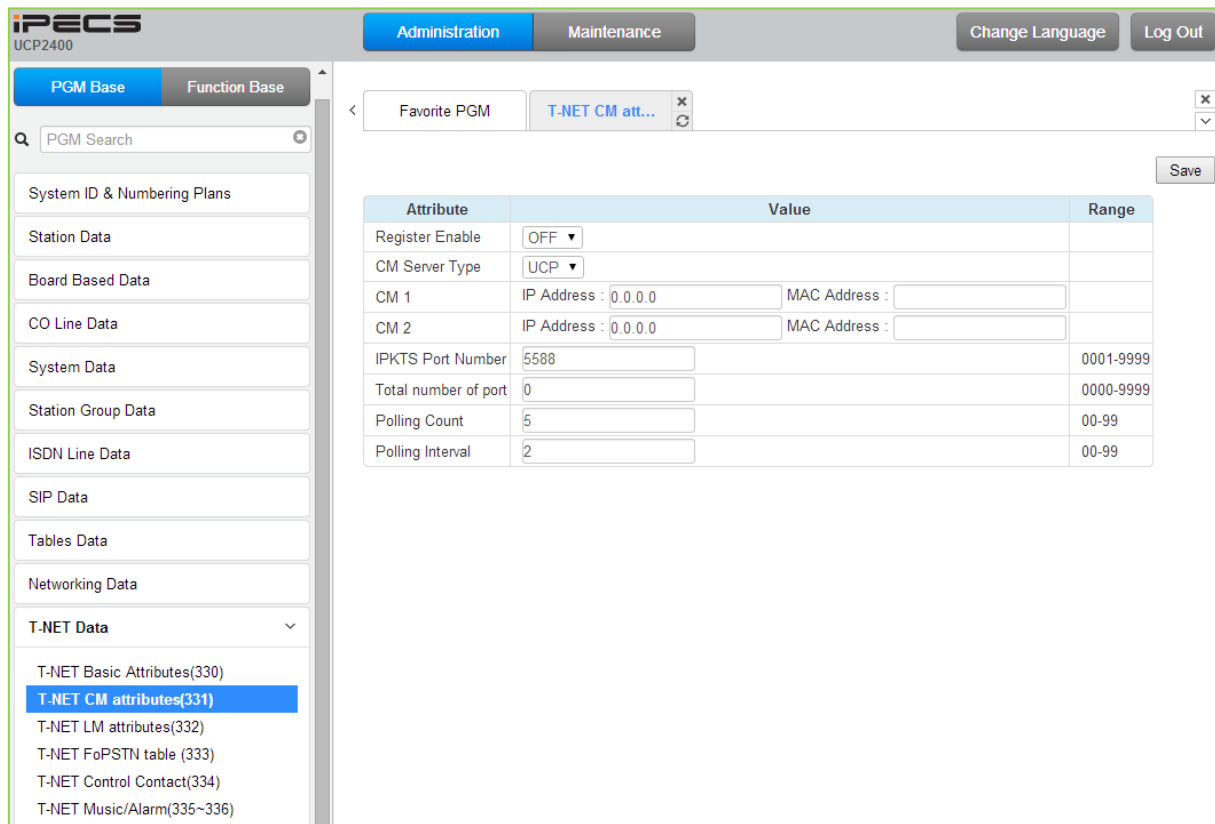 iPECS
UCP2400
Administration Maintenance Change Language Log Out
PGM Base Function Base
PGM Search
System ID & Numbering Plans
Station Data
Board Based Data
CO Line Data
System Data
Station Group Data
ISDN Line Data
SIP Data
Tables Data
Networking Data
T-NET Data
T-NET Basic Attributes(330)
T-NET CM attributes(331)
T-NET LM attributes(332)
T-NET FoPSTN table (333)
T-NET Control Contact(334)
T-NET Music/Alarm(335~336)
Favorite PGM T-NET CM att...
Save
Attribute Value Range
Register Enable OFF
CM Server Type UCP
CM 1 IP Address : 0.0.0.0 MAC Address :
CM 2 IP Address : 0.0.0.0 MAC Address :
IPKTS Port Number 5588 0001-9999
Total number of port 0 0000-9999
Polling Count 5 00-99
Polling Interval 2 00-99